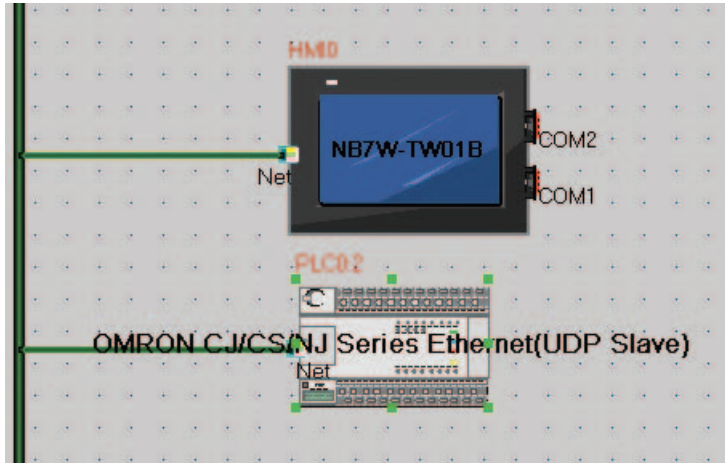 HMI0
NB7W-TW01B
COM2
Net
COM1
PLC0:2
OMRON CJ/CS/NJ Series Ethernet(UDP Slave)
Net